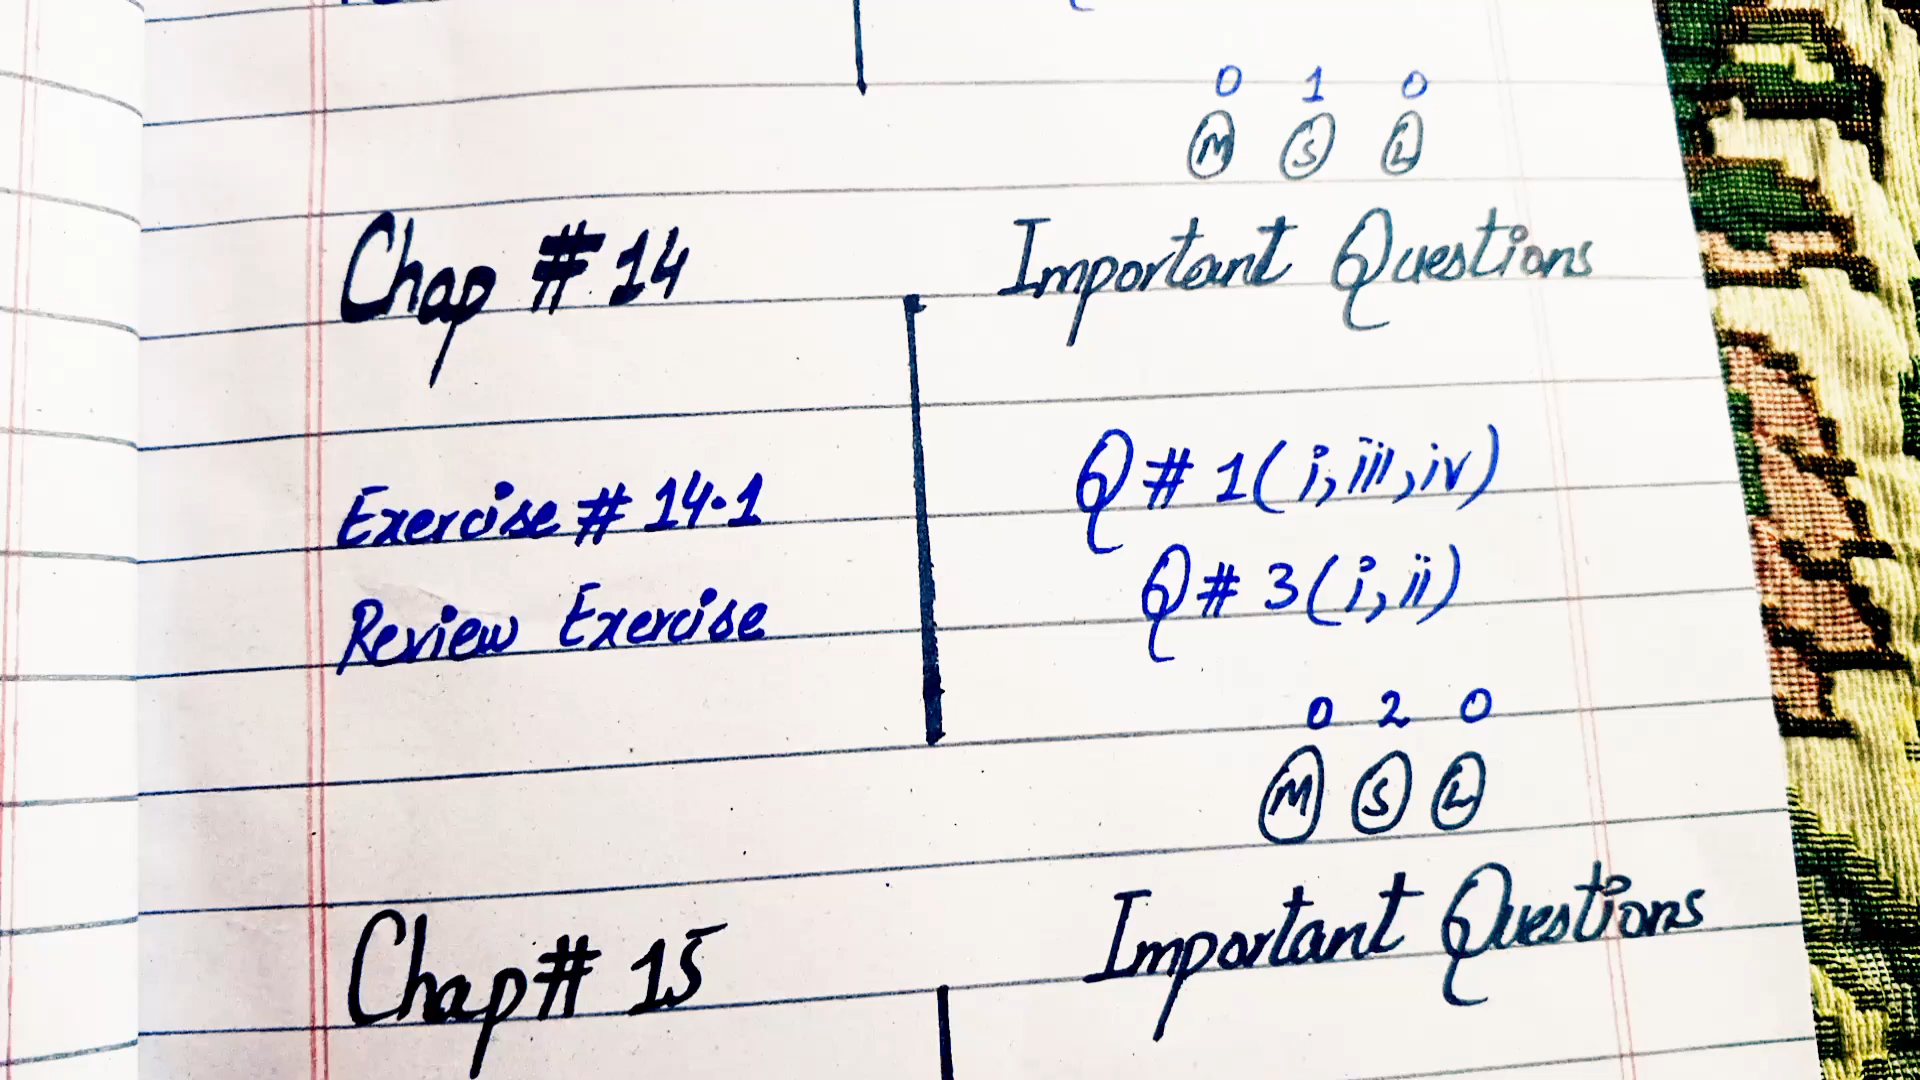 0 1 0
M S L
Chap # 14 Important Questions
Exercise # 14.1 Q # 1 (i, iii, iv)
Review Exercise Q # 3 (i, ii)
0 2 0
M S L
Chap # 15 Important Questions